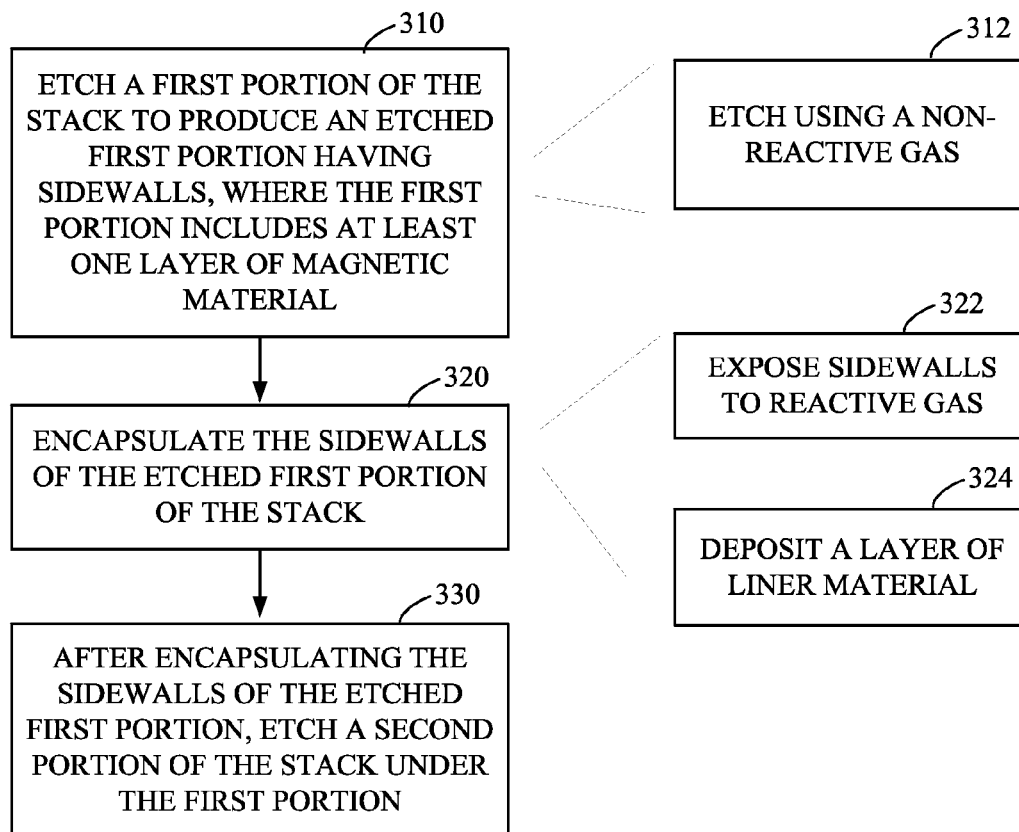 310
ETCH A FIRST PORTION OF THE
STACK TO PRODUCE AN ETCHED
FIRST PORTION HAVING
SIDEWALLS, WHERE THE FIRST
PORTION INCLUDES AT LEAST
ONE LAYER OF MAGNETIC
MATERIAL
312
ETCH USING A NON-
REACTIVE GAS
320
ENCAPSULATE THE SIDEWALLS
OF THE ETCHED FIRST PORTION
OF THE STACK
322
EXPOSE SIDEWALLS
TO REACTIVE GAS
324
DEPOSIT A LAYER OF
LINER MATERIAL
330
AFTER ENCAPSULATING THE
SIDEWALLS OF THE ETCHED
FIRST PORTION, ETCH A SECOND
PORTION OF THE STACK UNDER
THE FIRST PORTION